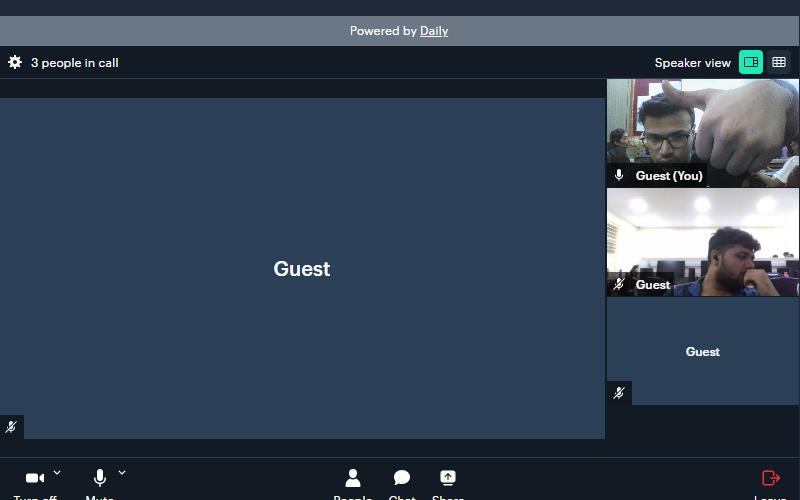 Powered by Daily
3 people in call
Speaker view
Guest (You)
Guest
Guest
Guest
Turn off
Mute
People
Chat
Share
Leave